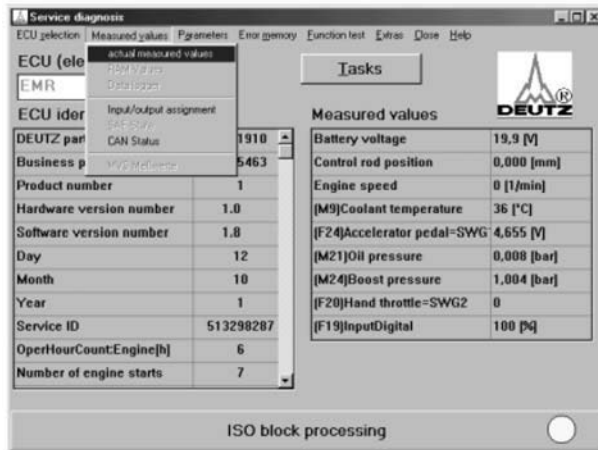 Service diagnosis
ECU selection Measured values Parameters Error memory Function test Extras Close Help
actual measured values
RAM Values
Datalogger
Input/output assignment
CAN Status
ECU (ele
EMR
Tasks
DEUTZ
ECU iden
Measured values
DEUTZ par 1910
Business p 5463
Product number 1
Hardware version number 1.0
Software version number 1.8
Day 12
Month 10
Year 1
Service ID 513298287
OperHourCount:Engine[h] 6
Number of engine starts 7
Battery voltage 19,9 [V]
Control rod position 0,000 [mm]
Engine speed 0 [1/min]
(M9)Coolant temperature 36 [°C]
(F24)Accelerator pedal=SWG 4,655 [V]
(M21)Oil pressure 0,008 [bar]
(M24)Boost pressure 1,004 [bar]
(F20)Hand throttle=SWG2 0
(F19)InputDigital 100 [%]
ISO block processing